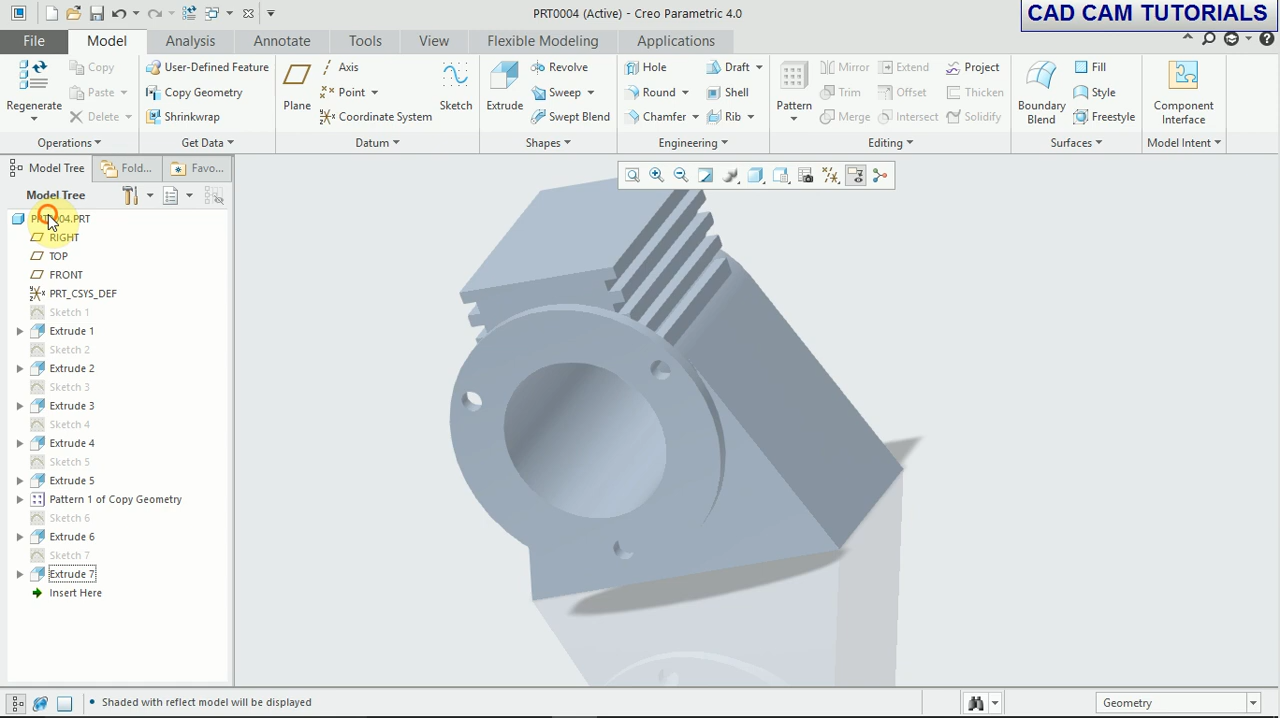 PRT0004 (Active) - Creo Parametric 4.0
CAD CAM TUTORIALS
File Model Analysis Annotate Tools View Flexible Modeling Applications
Regenerate
Copy
Paste
Delete
Operations
User-Defined Feature
Copy Geometry
Shrinkwrap
Get Data
Plane
Axis
Point
Coordinate System
Sketch
Datum
Extrude
Revolve
Sweep
Swept Blend
Shapes
Hole
Round
Chamfer
Draft
Shell
Rib
Engineering
Pattern
Mirror
Trim
Merge
Extend
Offset
Intersect
Project
Thicken
Solidify
Editing
Boundary
Blend
Fill
Style
Freestyle
Surfaces
Component
Interface
Model Intent
Model Tree Fold... Favo...
Model Tree
PRT0004.PRT
RIGHT
TOP
FRONT
PRT_CSYS_DEF
Sketch 1
Extrude 1
Sketch 2
Extrude 2
Sketch 3
Extrude 3
Sketch 4
Extrude 4
Sketch 5
Extrude 5
Pattern 1 of Copy Geometry
Sketch 6
Extrude 6
Sketch 7
Extrude 7
Insert Here
• Shaded with reflect model will be displayed
Geometry